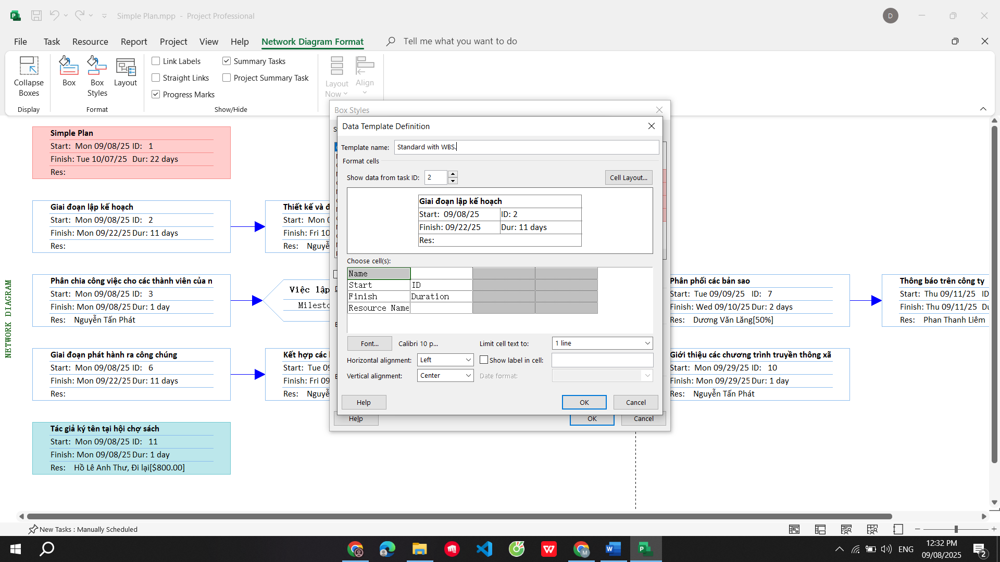 Simple Plan.mpp - Project Professional
D
File Task Resource Report Project View Help Network Diagram Format Tell me what you want to do
Collapse Boxes
Box
Box Styles
Layout
Link Labels
Straight Links
Progress Marks
Summary Tasks
Project Summary Task
Layout Now
Align
Display
Format
Show/Hide
Simple Plan
Start: Mon 09/08/25 ID: 1
Finish: Tue 10/07/25 Dur: 22 days
Res:
Giai đoạn lập kế hoạch
Start: Mon 09/08/25 ID: 2
Finish: Mon 09/22/25 Dur: 11 days
Res:
Thiết kế và đ
Start: Mon 0
Finish: Fri 10
Res: Nguyễ
Phân chia công việc cho các thành viên của n
Start: Mon 09/08/25 ID: 3
Finish: Mon 09/08/25 Dur: 1 day
Res: Nguyễn Tấn Phát
Việc lập
Milesto
Phân phối các bản sao
Start: Tue 09/09/25 ID: 7
Finish: Wed 09/10/25 Dur: 2 days
Res: Dương Văn Lăng[50%]
Thông báo trên công ty
Start: Thu 09/11/25 ID
Finish: Thu 09/11/25 Du
Res: Phan Thanh Liêm
NETWORK DIAGRAM
Giai đoạn phát hành ra công chúng
Start: Mon 09/08/25 ID: 6
Finish: Mon 09/22/25 Dur: 11 days
Res:
Kết hợp các
Start: Tue 09
Finish: Fri 09
Res: Nguyễ
Giới thiệu các chương trình truyền thông xã
Start: Mon 09/29/25 ID: 10
Finish: Mon 09/29/25 Dur: 1 day
Res: Nguyễn Tấn Phát
Tác giả ký tên tại hội chợ sách
Start: Mon 09/08/25 ID: 11
Finish: Mon 09/08/25 Dur: 1 day
Res: Hồ Lê Anh Thư, Đi lại[$800.00]
Box Styles
Data Template Definition
Template name: Standard with WBS.
Format cells
Show data from task ID: 2
Cell Layout...
Giai đoạn lập kế hoạch
Start: 09/08/25 ID: 2
Finish: 09/22/25 Dur: 11 days
Res:
Choose cell(s):
Name
Start ID
Finish Duration
Resource Name
Font... Calibri 10 p... Limit cell text to: 1 line
Horizontal alignment: Left Show label in cell:
Vertical alignment: Center Date format:
Help OK Cancel
Help OK Cancel
New Tasks : Manually Scheduled
ENG
12:32 PM
09/08/2025
2